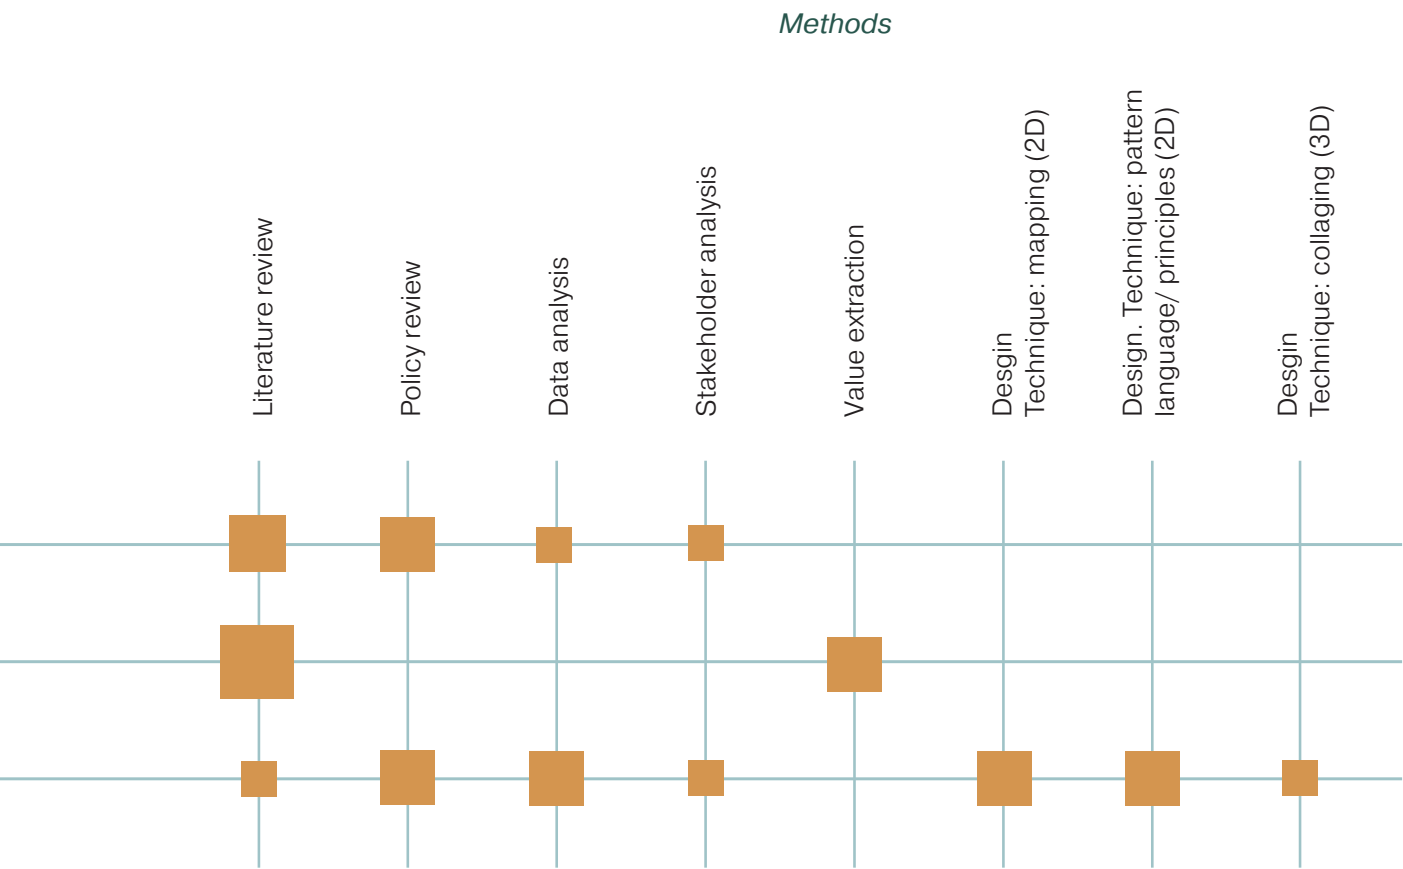 Methods
Literature review
Policy review
Data analysis
Stakeholder analysis
Value extraction
Desgin
Technique: mapping (2D)
Design. Technique: pattern
language/ principles (2D)
Desgin
Technique: collaging (3D)